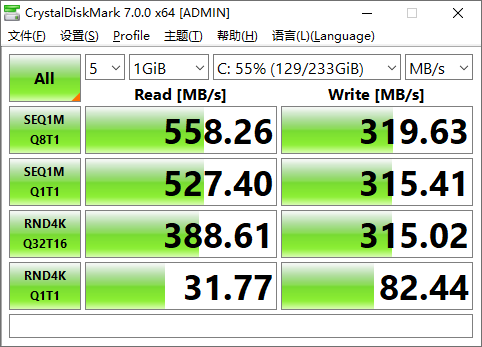 CrystalDiskMark 7.0.0 x64 [ADMIN]
文件(F) 设置(S) Profile 主题(T) 帮助(H) 语言(L)(Language)
All 5 1GiB C: 55% (129/233GiB) MB/s
Read [MB/s] Write [MB/s]
SEQ1M
Q8T1 558.26 319.63
SEQ1M
Q1T1 527.40 315.41
RND4K
Q32T16 388.61 315.02
RND4K
Q1T1 31.77 82.44